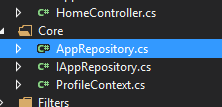 C# HomeController.cs
Core
C# AppRepository.cs
C# IAppRepository.cs
C# ProfileContext.cs
Filters